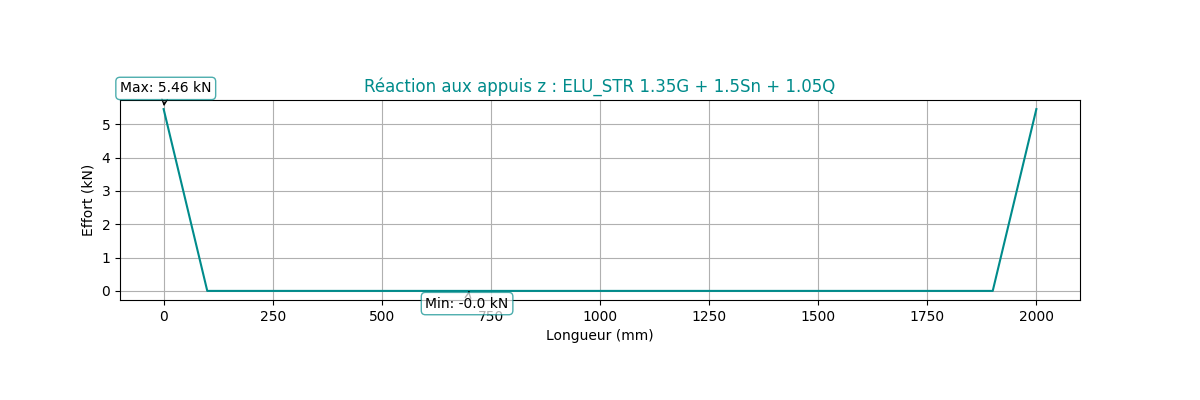 Max: 5.46 kN
Réaction aux appuis z : ELU_STR 1.35G + 1.5Sn + 1.05Q
Effort (kN)
5
4
3
2
1
0
Min: -0.0 kN
0 250 500 750 1000 1250 1500 1750 2000
Longueur (mm)